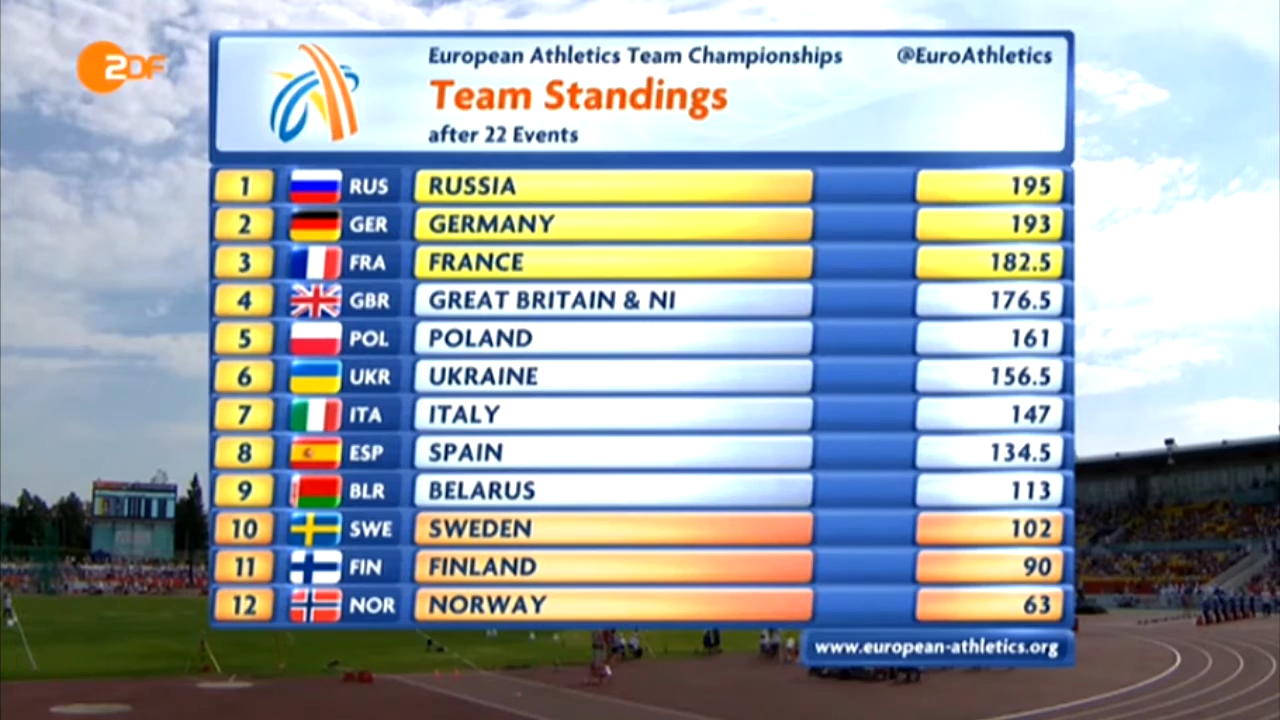 ZDF
European Athletics Team Championships @EuroAthletics
Team Standings
after 22 Events
1 RUS RUSSIA 195
2 GER GERMANY 193
3 FRA FRANCE 182.5
4 GBR GREAT BRITAIN & NI 176.5
5 POL POLAND 161
6 UKR UKRAINE 156.5
7 ITA ITALY 147
8 ESP SPAIN 134.5
9 BLR BELARUS 113
10 SWE SWEDEN 102
11 FIN FINLAND 90
12 NOR NORWAY 63
www.european-athletics.org